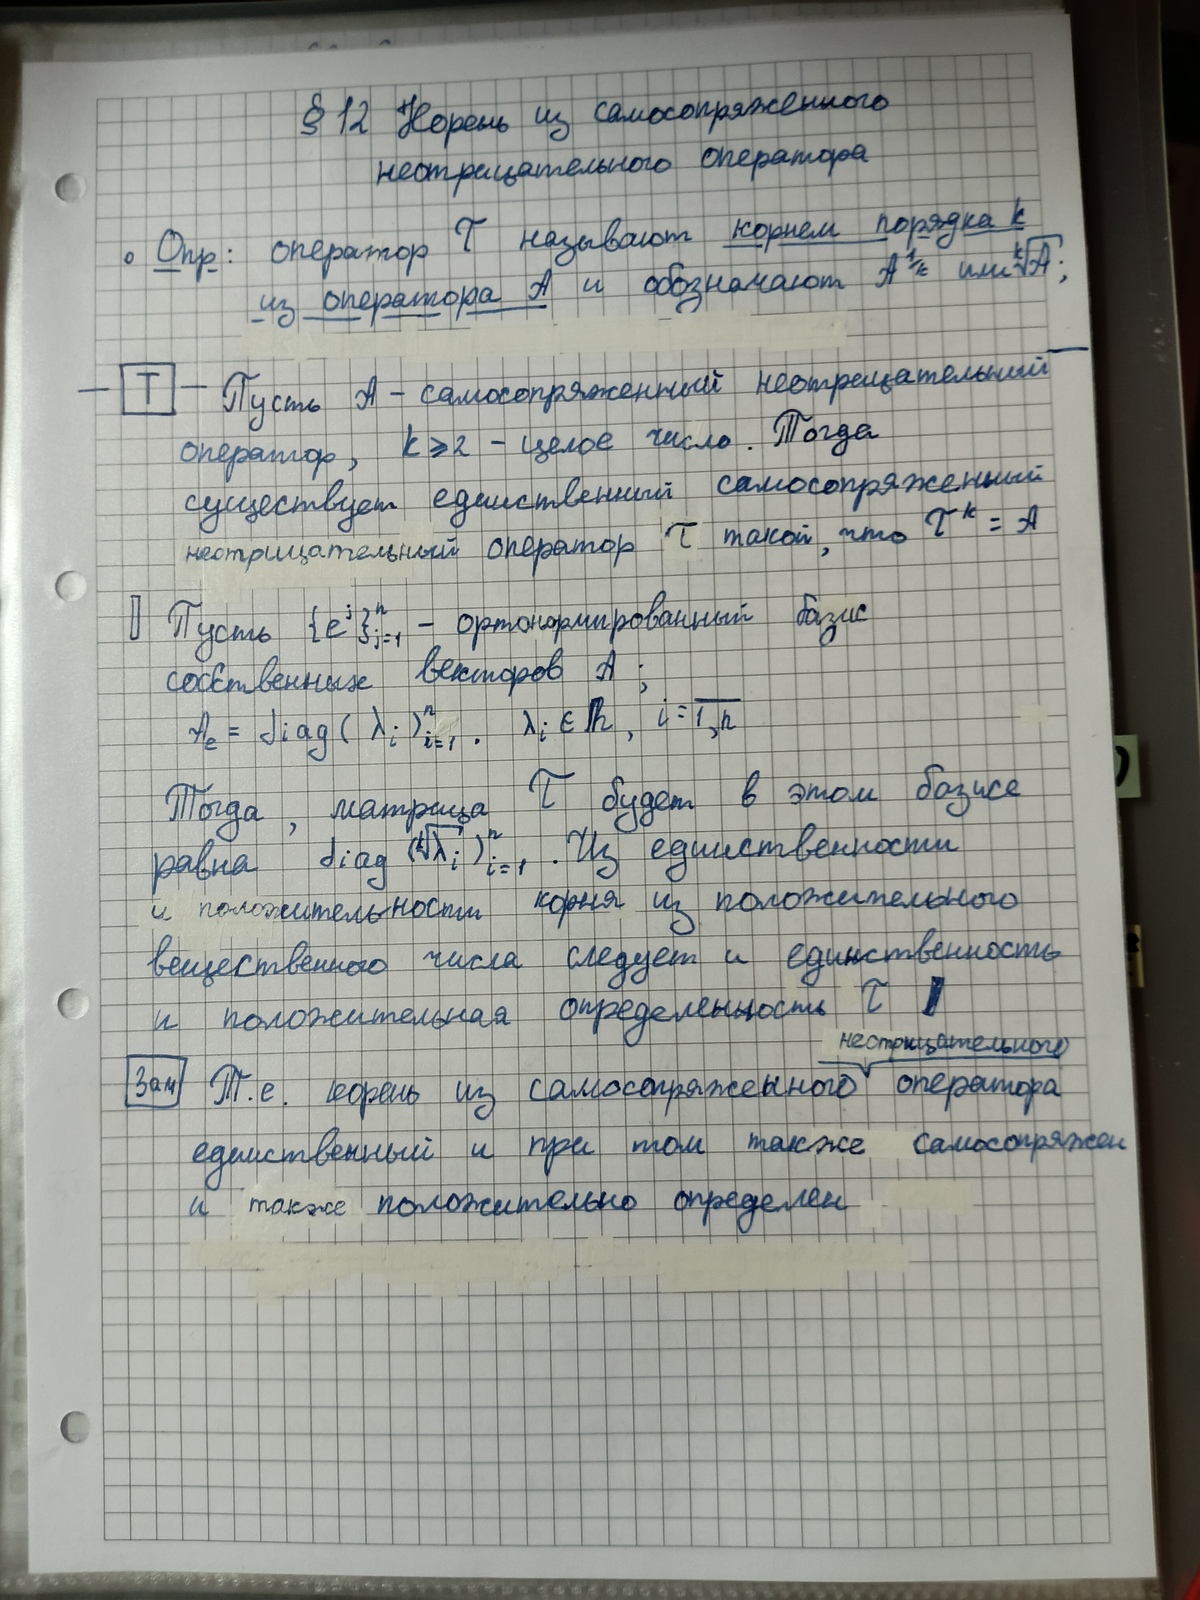 § 12 Корень из самосопряженного
неотрицательного оператора
• Опр: оператор T называют корнем порядка k
из оператора A и обозначают A^{1/k} или ᵏ√A;
T Пусть A – самосопряженный неотрицательный
оператор, k ⩾ 2 – целое число. Тогда
существует единственный самосопряженный
неотрицательный оператор T такой, что T^k = A
Пусть {e^j}^n_{j=1} – ортонормированный базис
собственных векторов A;
A_e = diag(λ_i)^n_{i=1}. λ_i ∈ ℝ, i = \overline{1,n}
Тогда, матрица T будет в этом базисе
равна diag (ᵏ√λ_i)^n_{i=1}. Из единственности
и положительности корня из положительного
вещественного числа следует и единственность
и положительная определенность T
неотрицательного
Зам Т.е. корень из самосопряженного оператора
единственный и при том также самосопряжен
и также положительно определен